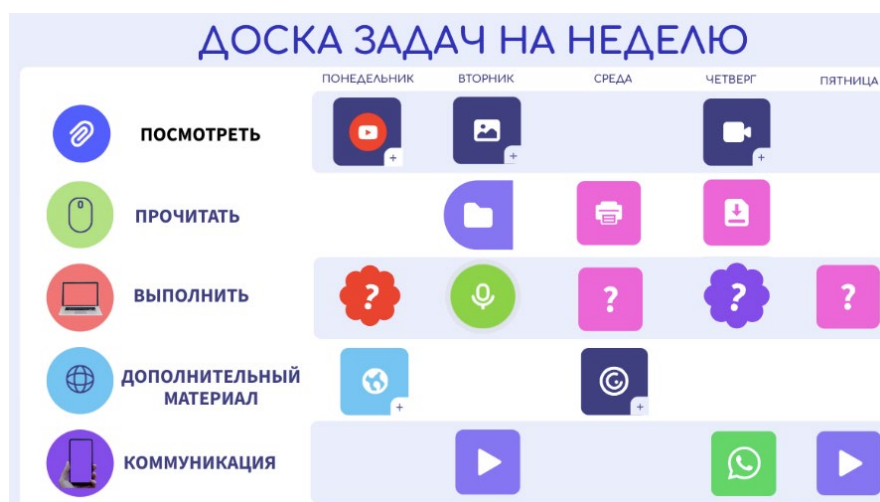 ДОСКА ЗАДАЧ НА НЕДЕЛЮ
ПОНЕДЕЛЬНИК ВТОРНИК СРЕДА ЧЕТВЕРГ ПЯТНИЦА
ПОСМОТРЕТЬ
ПРОЧИТАТЬ
ВЫПОЛНИТЬ
? ? ? ?
ДОПОЛНИТЕЛЬНЫЙ
МАТЕРИАЛ
КОММУНИКАЦИЯ